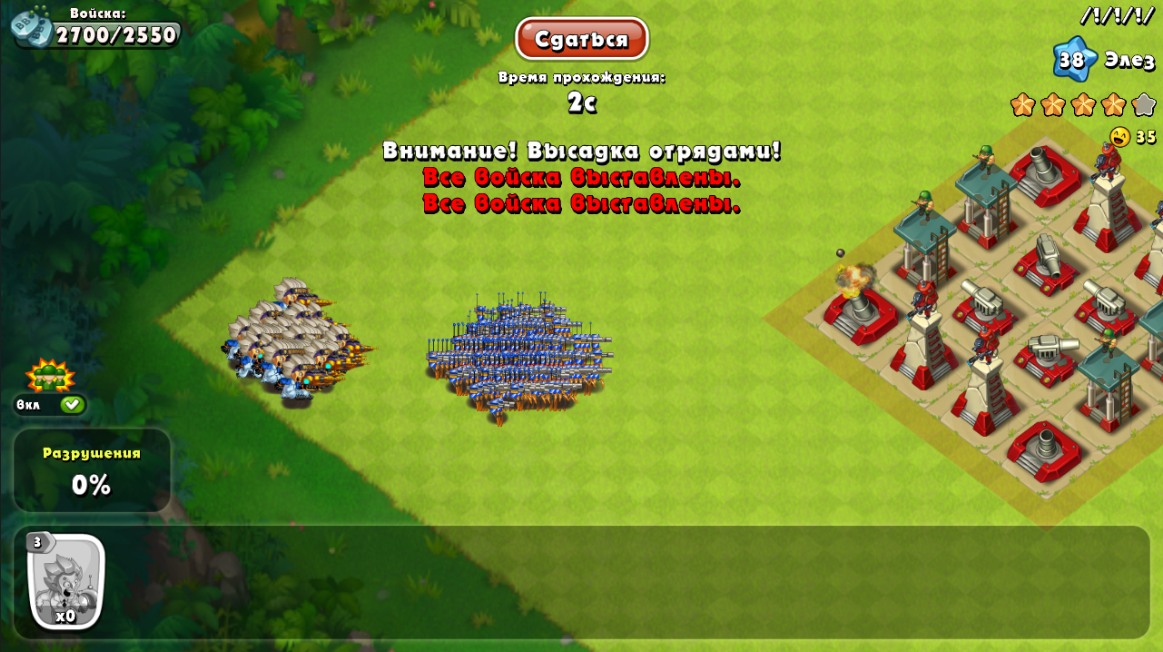 Войска:
2700/2550
Сдаться
Время прохождения:
2с
/!/!/!/
38
Элез
35
Внимание! Высадка отрядами!
Все войска выставлены.
Все войска выставлены.
вкл
Разрушения
0%
3
x0